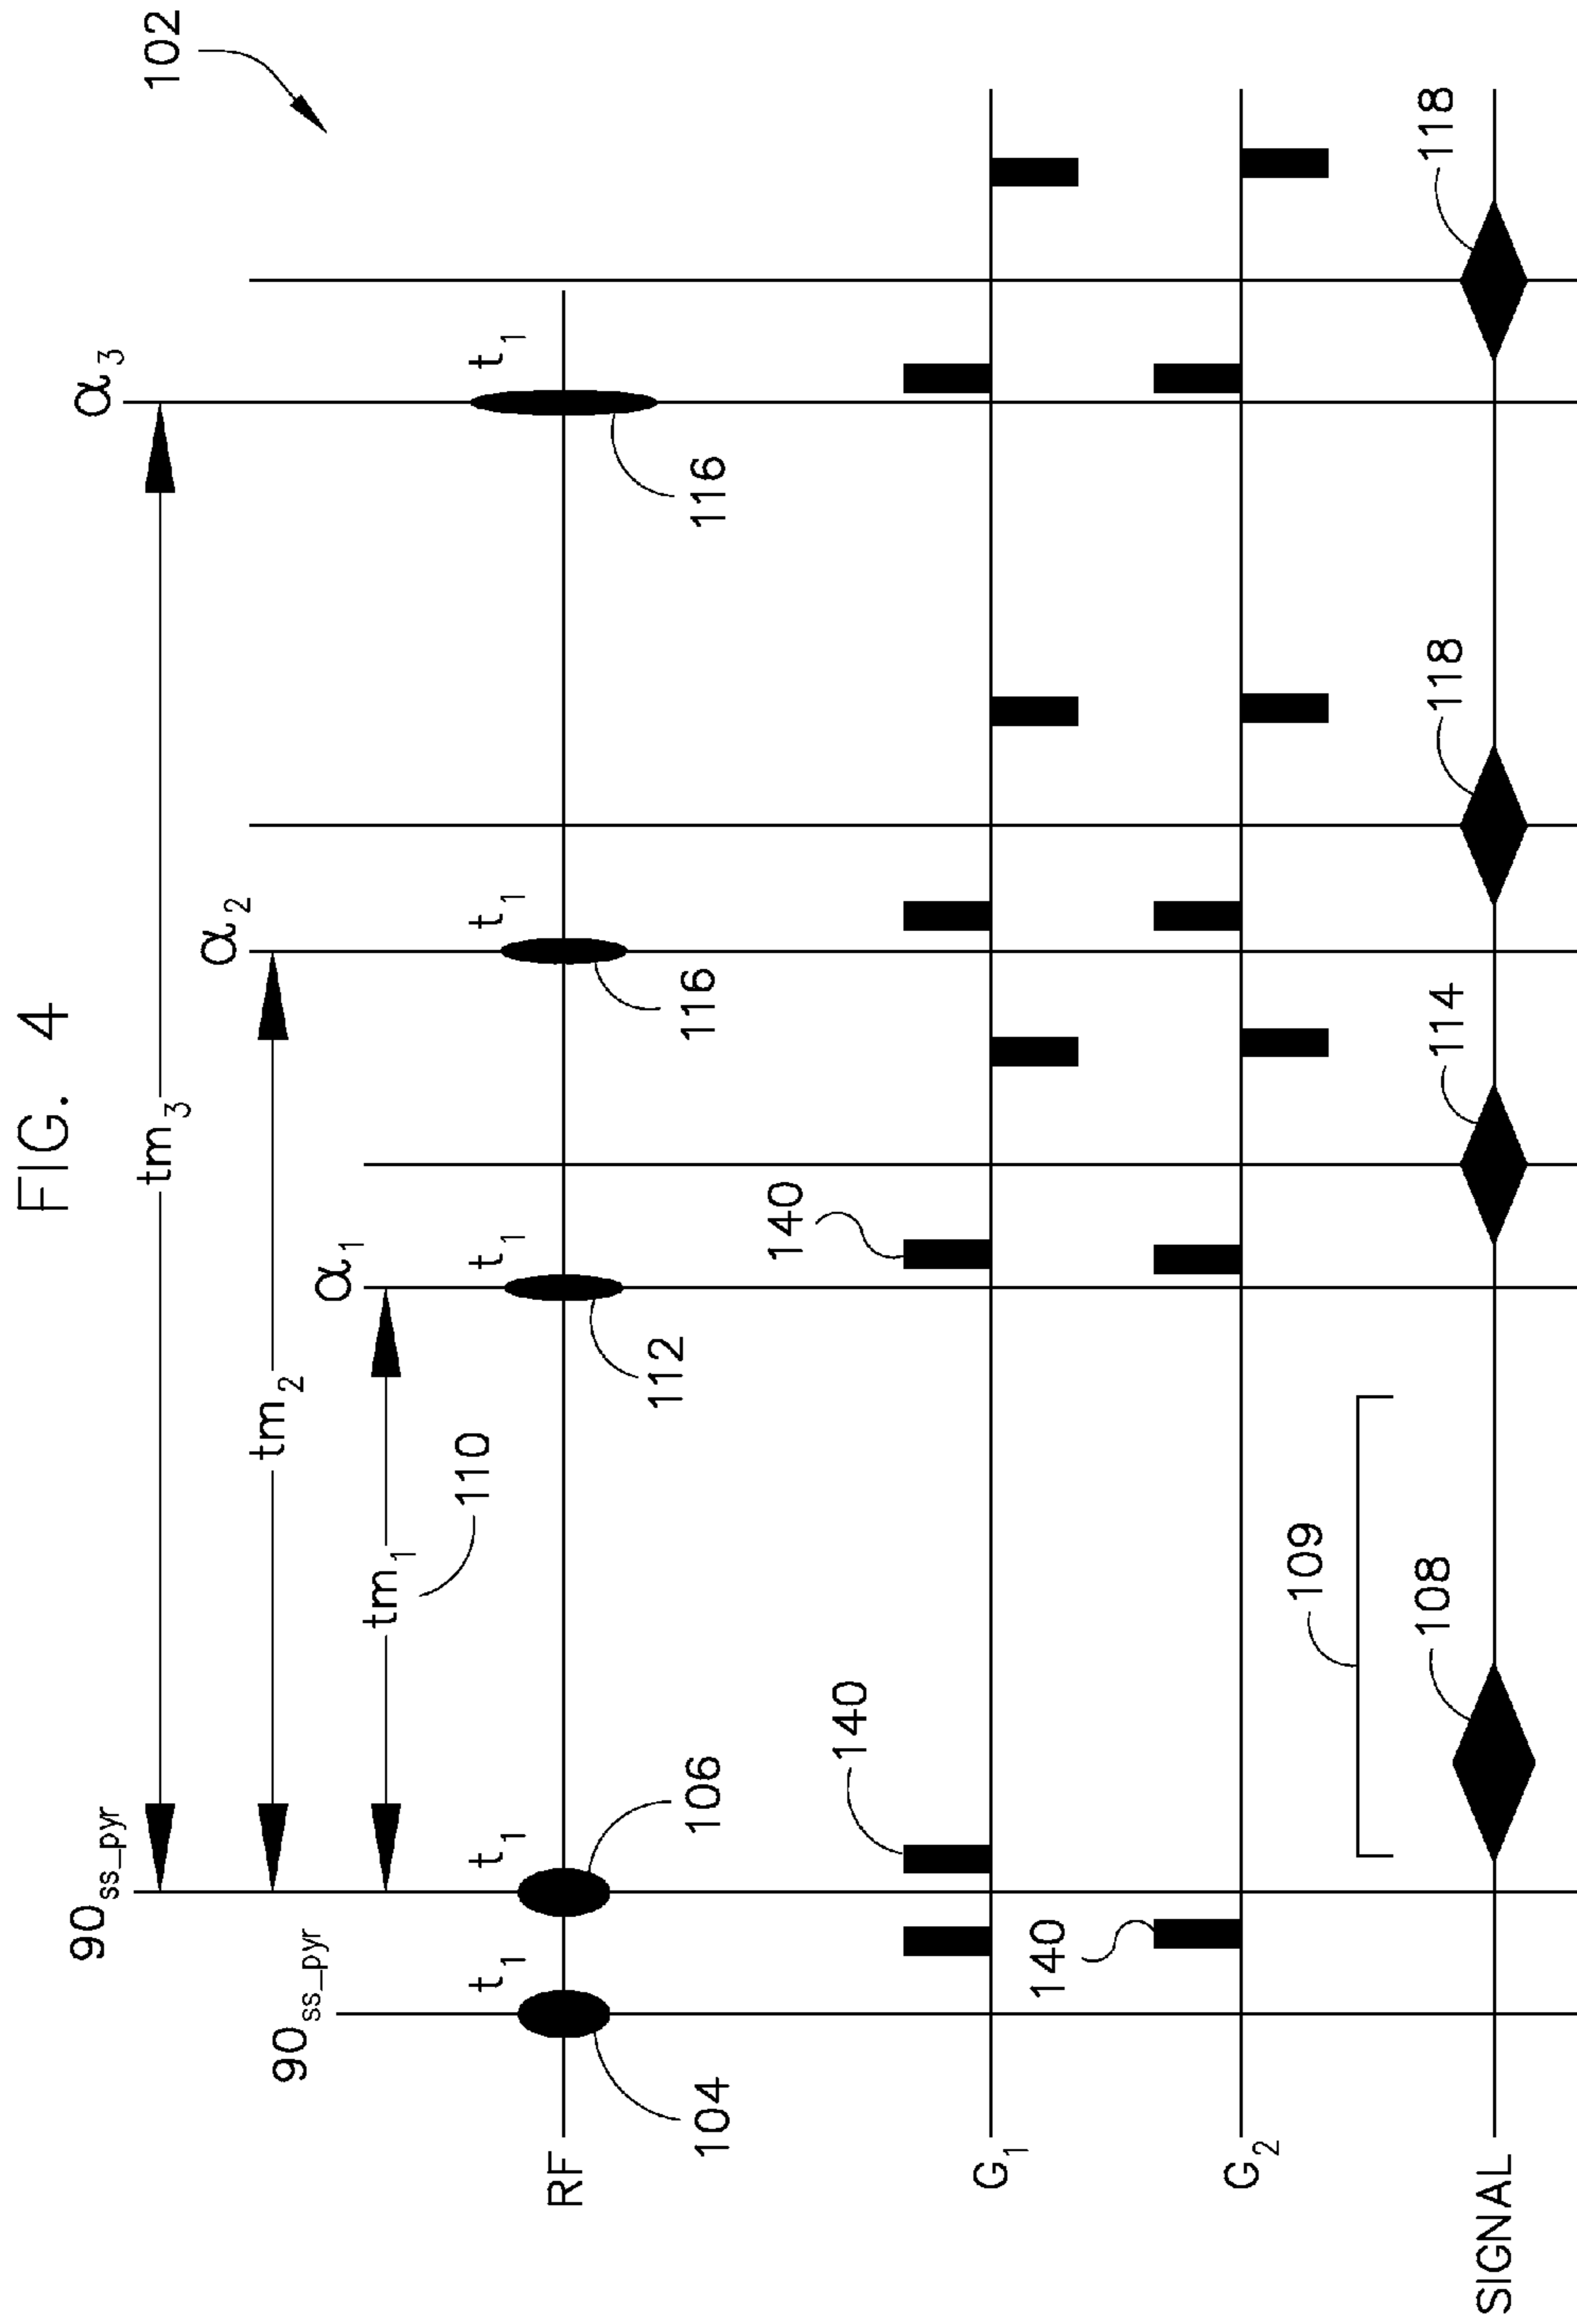 FIG. 4
102
90ss_pyr
tm3
α3
tm2
α2
90ss_pyr
tm1
α1
110
RF
t1
t1
t1
t1
t1
104
106
112
116
116
140
140
G1
140
G2
109
108
114
118
118
SIGNAL